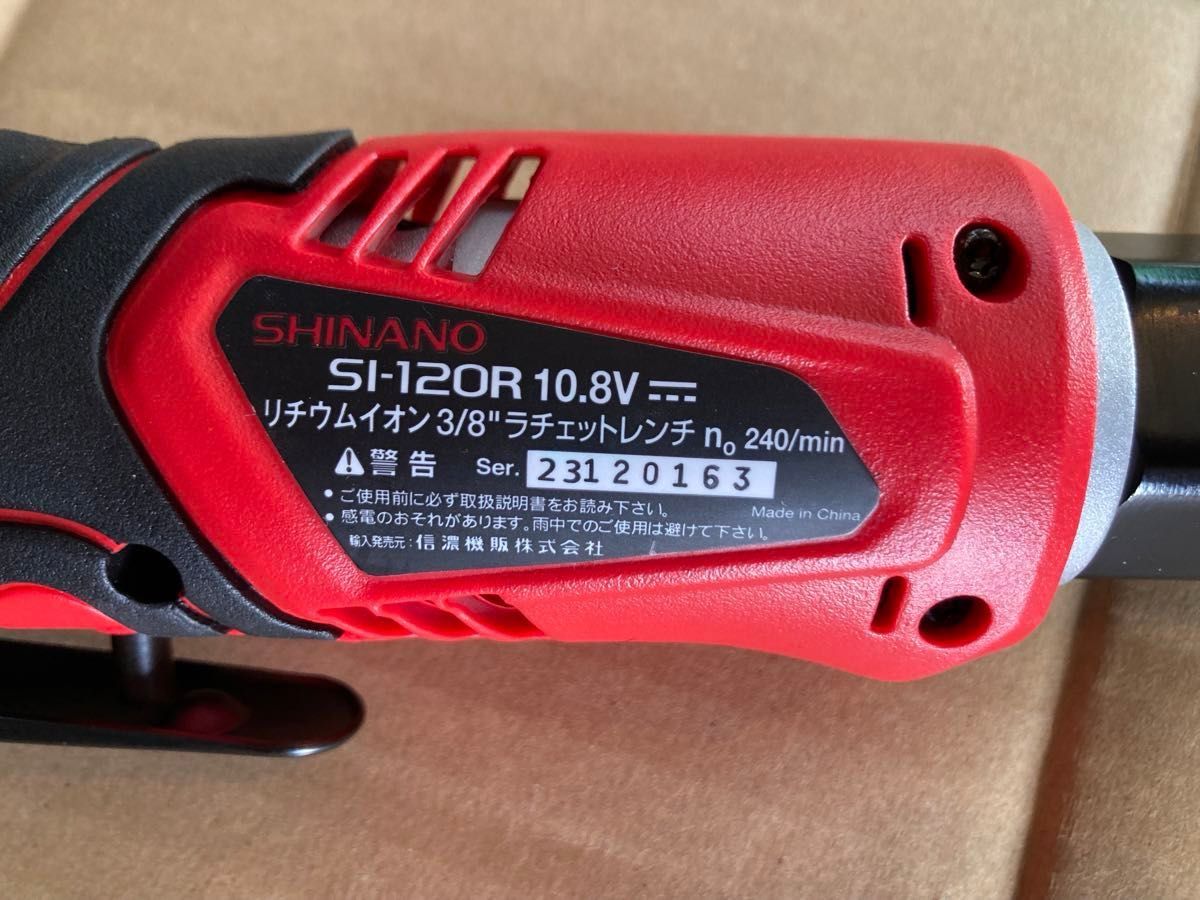 SHINANO
SI-120R 10.8V ⎓
リチウムイオン 3/8" ラチェットレンチ n₀ 240/min
⚠警告 Ser. 23120163
• ご使用前に必ず取扱説明書をお読み下さい。
Made in China
• 感電のおそれがあります。雨中でのご使用は避けて下さい。
輸入発売元：信濃機販株式会社